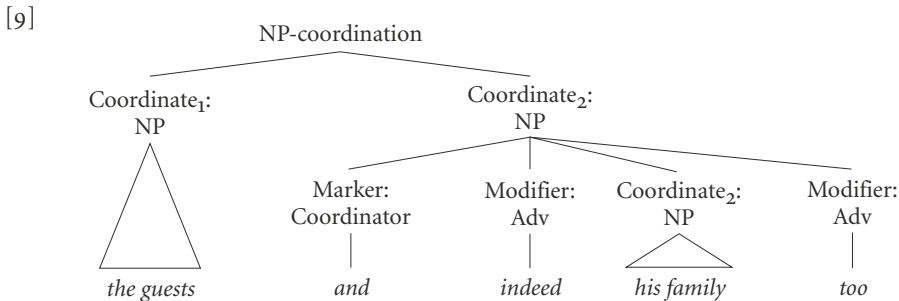 [9]
NP-coordination
Coordinate₁: Coordinate₂:
NP NP
Marker: Modifier: Coordinate₂: Modifier:
Coordinator Adv NP Adv
the guests and indeed his family too